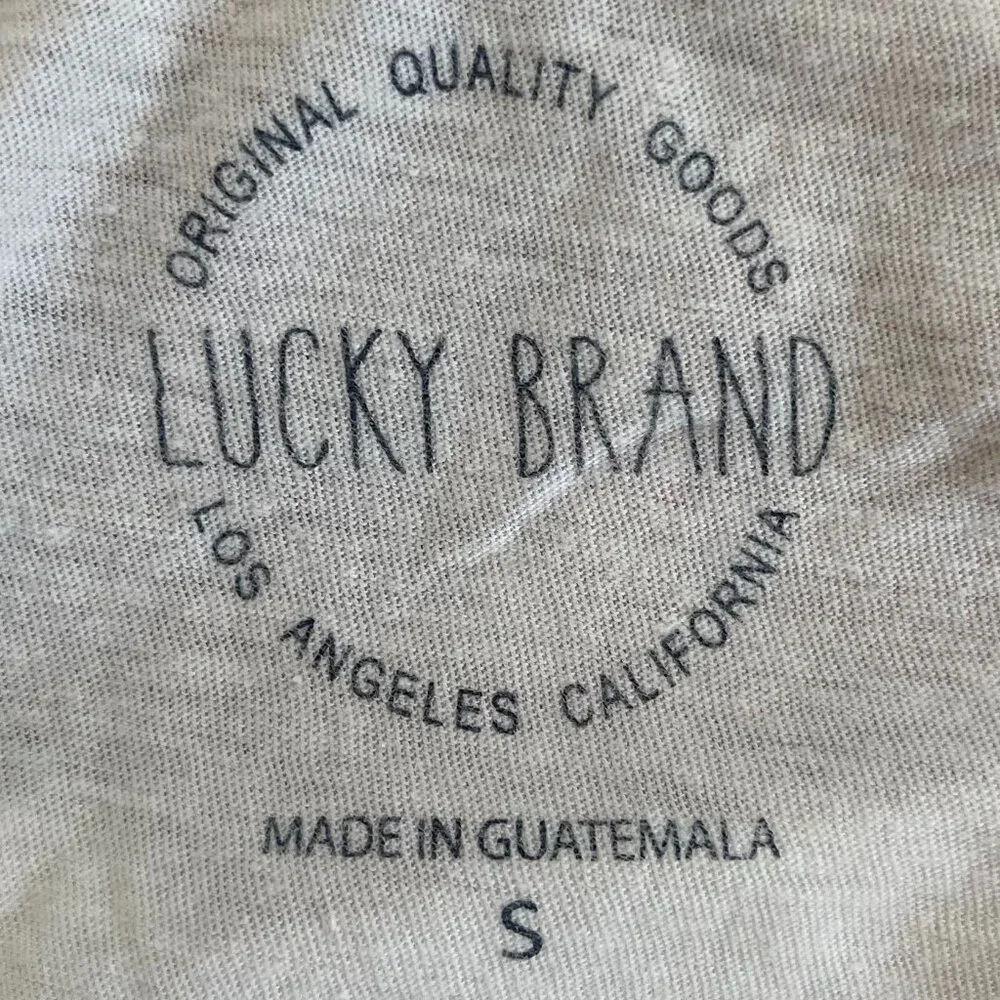 ORIGINAL QUALITY GOODS
LUCKY BRAND
LOS ANGELES CALIFORNIA
MADE IN GUATEMALA
S